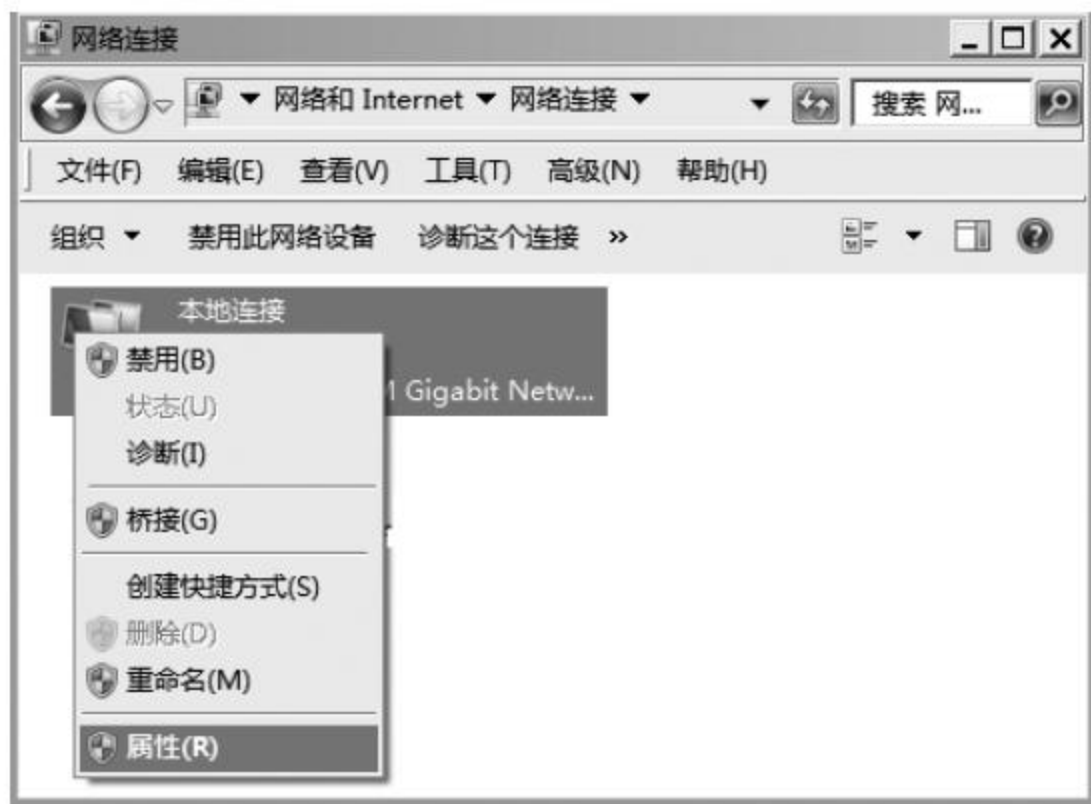 网络连接
网络和 Internet ▼ 网络连接 ▼ 搜索 网...
文件(F) 编辑(E) 查看(V) 工具(T) 高级(N) 帮助(H)
组织 ▼ 禁用此网络设备 诊断这个连接 »
本地连接
Gigabit Netw...
禁用(B)
状态(U)
诊断(I)
桥接(G)
创建快捷方式(S)
删除(D)
重命名(M)
属性(R)